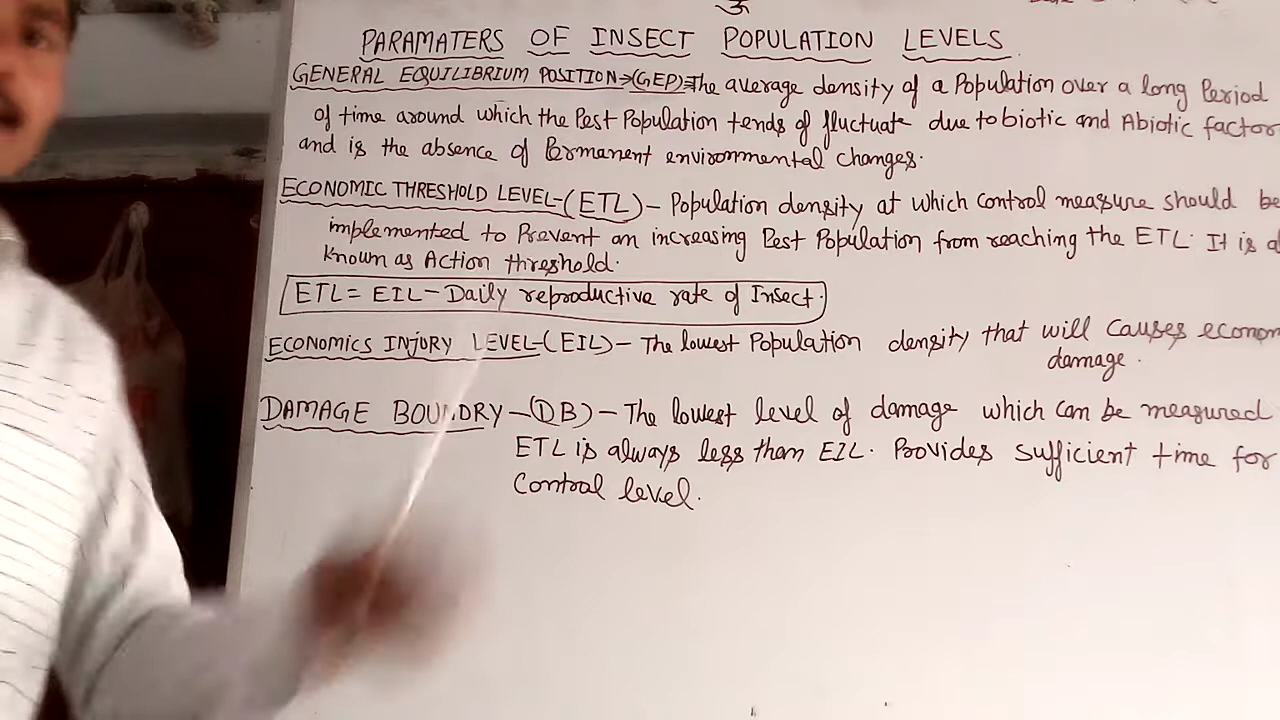 ॐ
PARAMATERS OF INSECT POPULATION LEVELS
GENERAL EQUILIBRIUM POSITION→(GEP)⇒The average density of a Population over a long Period
of time around which the Pest Population tends of fluctuate due to biotic and Abiotic factor
and is the absence of Permanent environmental changes.
ECONOMIC THRESHOLD LEVEL-(ETL)- Population density at which control measure should be
implemented to Prevent an increasing Pest Population from reaching the ETL. It is
known as Action threshold.
ETL = EIL - Daily reproductive rate of Insect.
ECONOMICS INJURY LEVEL-(EIL)- The lowest Population density that will causes econom
damage.
DAMAGE BOUNDRY -(DB)- The lowest level of damage which can be measured
ETL is always less than EIL. Provides sufficient time for
Control level.